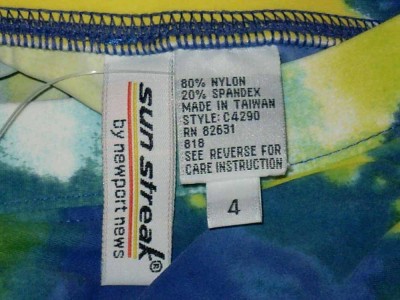 sun streak®
by newport news
80% NYLON
20% SPANDEX
MADE IN TAIWAN
STYLE: C4290
RN 82631
818
SEE REVERSE FOR
CARE INSTRUCTION
4